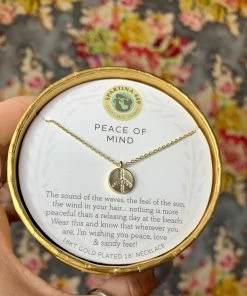 SPARTINA 449
PEACE OF
MIND
The sound of the waves, the feel of the sun,
the wind in your hair... nothing is more
peaceful than a relaxing day at the beach.
Wear this and know that wherever you
are, I'm wishing you peace, love
& sandy feet!
18KT GOLD PLATED 18" NECKLACE